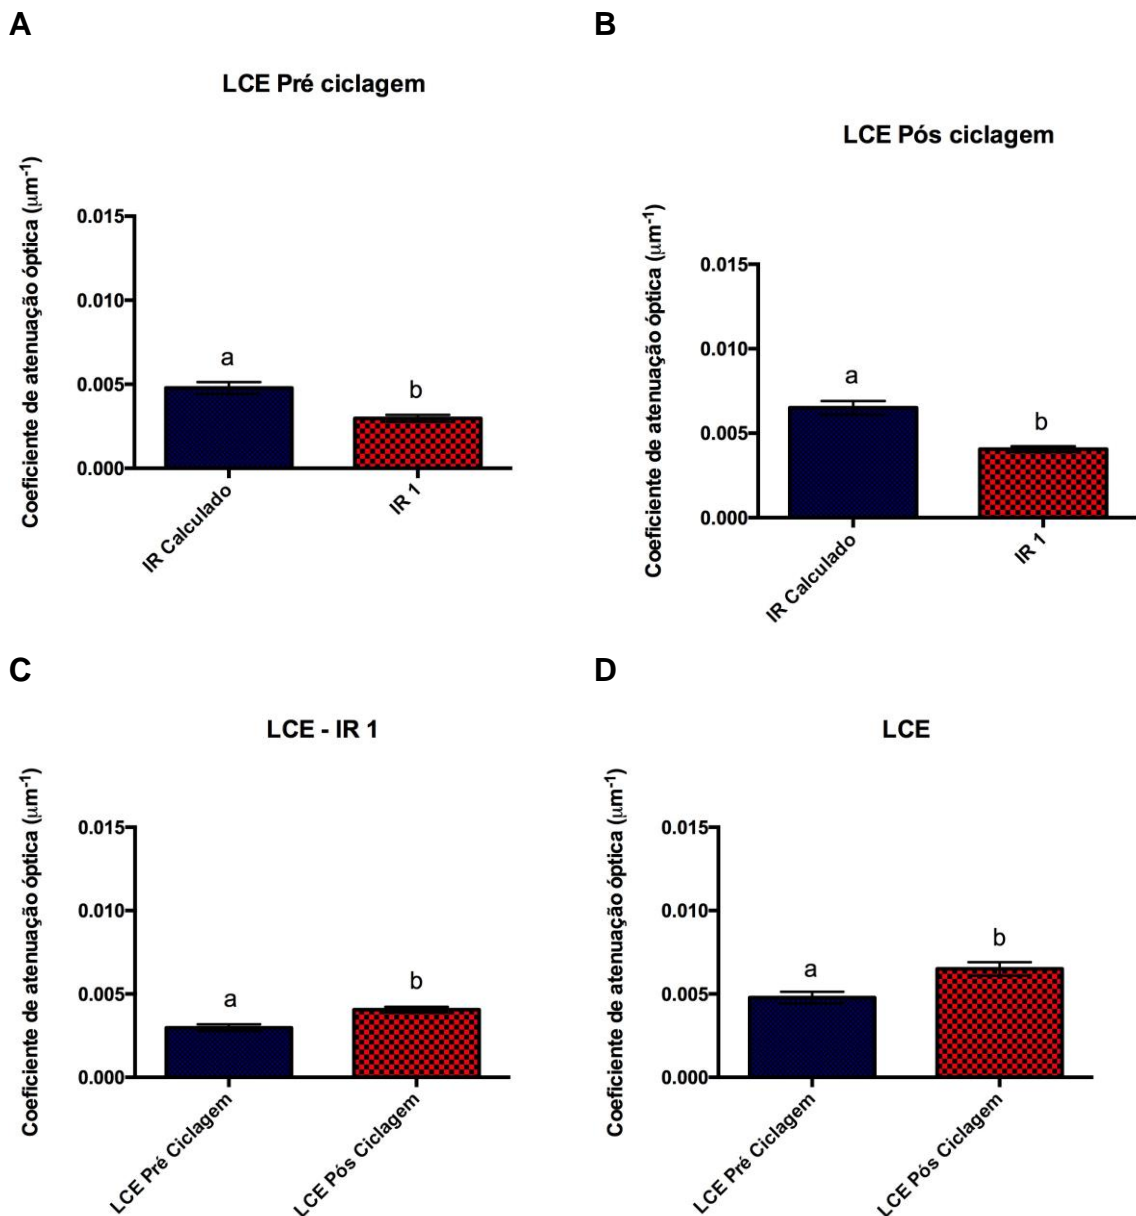 A
LCE Pré ciclagem
Coeficiente de atenuação óptica (μm⁻¹)
0.015
0.010
0.005
0.000
a
b
IR Calculado
IR 1
B
LCE Pós ciclagem
Coeficiente de atenuação óptica (μm⁻¹)
0.015
0.010
0.005
0.000
a
b
IR Calculado
IR 1
C
LCE - IR 1
Coeficiente de atenuação óptica (μm⁻¹)
0.015
0.010
0.005
0.000
a
b
LCE Pré Ciclagem
LCE Pós Ciclagem
D
LCE
Coeficiente de atenuação óptica (μm⁻¹)
0.015
0.010
0.005
0.000
a
b
LCE Pré Ciclagem
LCE Pós Ciclagem